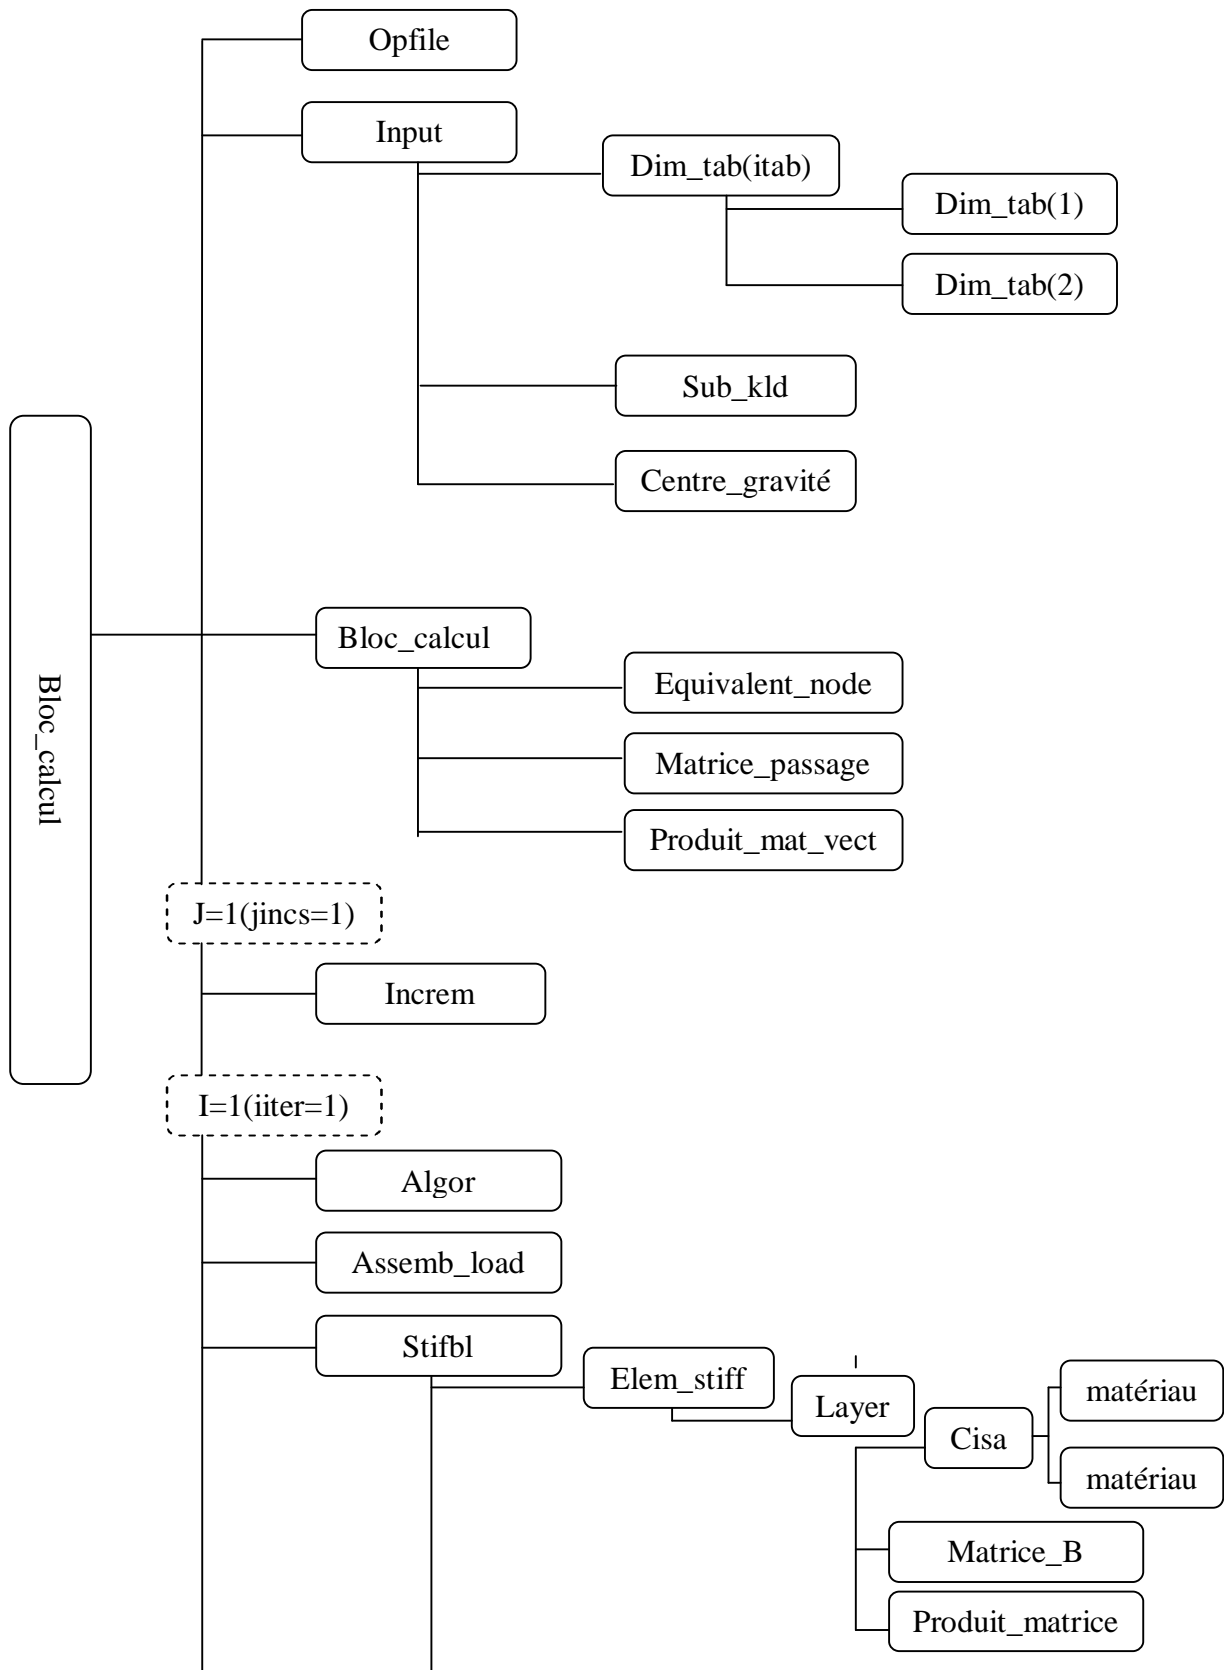 Opfile
Input
Dim_tab(itab)
Dim_tab(1)
Dim_tab(2)
Sub_kld
Centre_gravité
Bloc_calcul
Bloc_calcul
Equivalent_node
Matrice_passage
Produit_mat_vect
J=1(jincs=1)
Increm
I=1(iiter=1)
Algor
Assemb_load
Stifbl
Elem_stiff
Layer
Cisa
matériau
matériau
Matrice_B
Produit_matrice